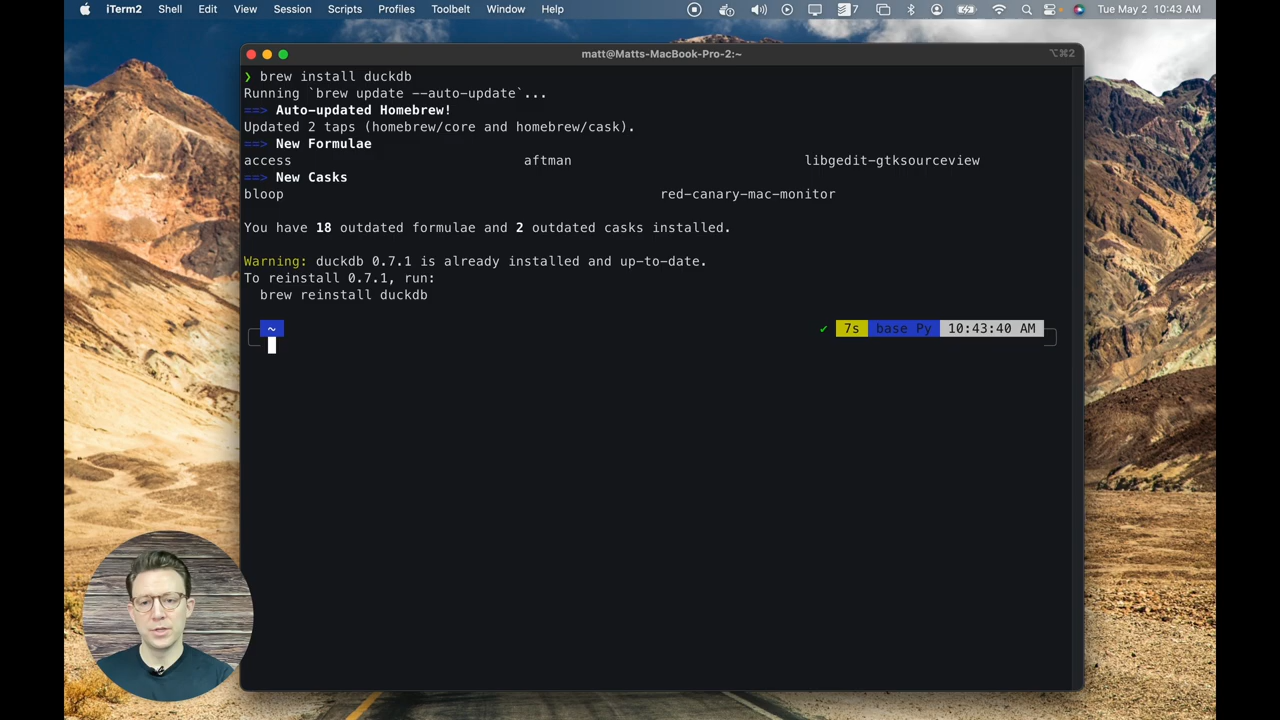 iTerm2 Shell Edit View Session Scripts Profiles Toolbelt Window Help 7 Tue May 2 10:43 AM
matt@Matts-MacBook-Pro-2:~ ⌥⌘2
❯ brew install duckdb
Running `brew update --auto-update`...
==> Auto-updated Homebrew!
Updated 2 taps (homebrew/core and homebrew/cask).
==> New Formulae
access aftman libgedit-gtksourceview
==> New Casks
bloop red-canary-mac-monitor
You have 18 outdated formulae and 2 outdated casks installed.
Warning: duckdb 0.7.1 is already installed and up-to-date.
To reinstall 0.7.1, run:
brew reinstall duckdb
~ ✔ 7s base Py 10:43:40 AM